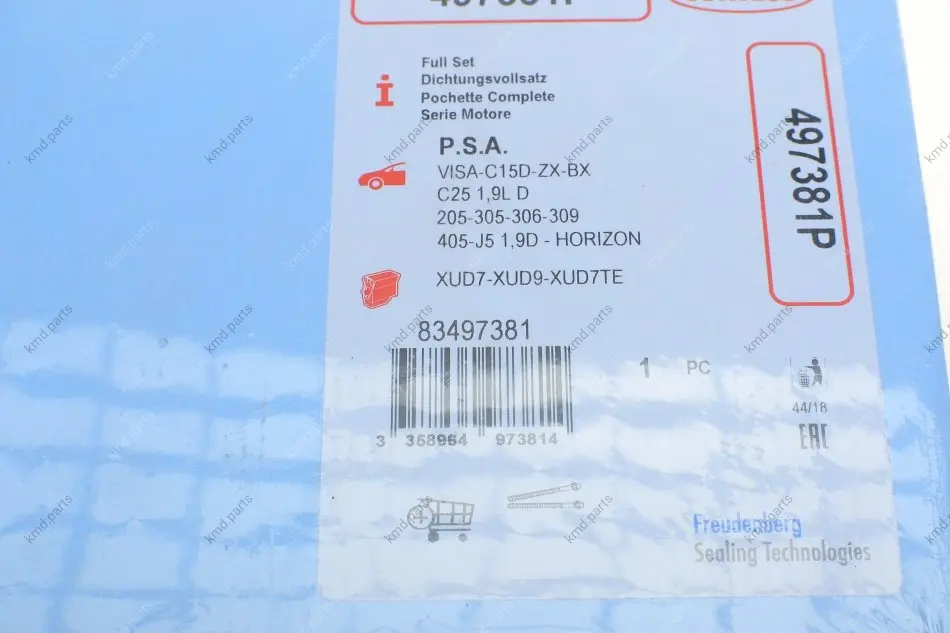 Full Set
Dichtungsvollsatz
Pochette Complete
Serie Motore
P.S.A.
VISA-C15D-ZX-BX
C25 1,9L D
205-305-306-309
405-J5 1,9D - HORIZON
XUD7-XUD9-XUD7TE
83497381
3 358964 973814
1 PC
44/18
EAC
Freudenberg
Sealing Technologies
497381P
kmd.parts